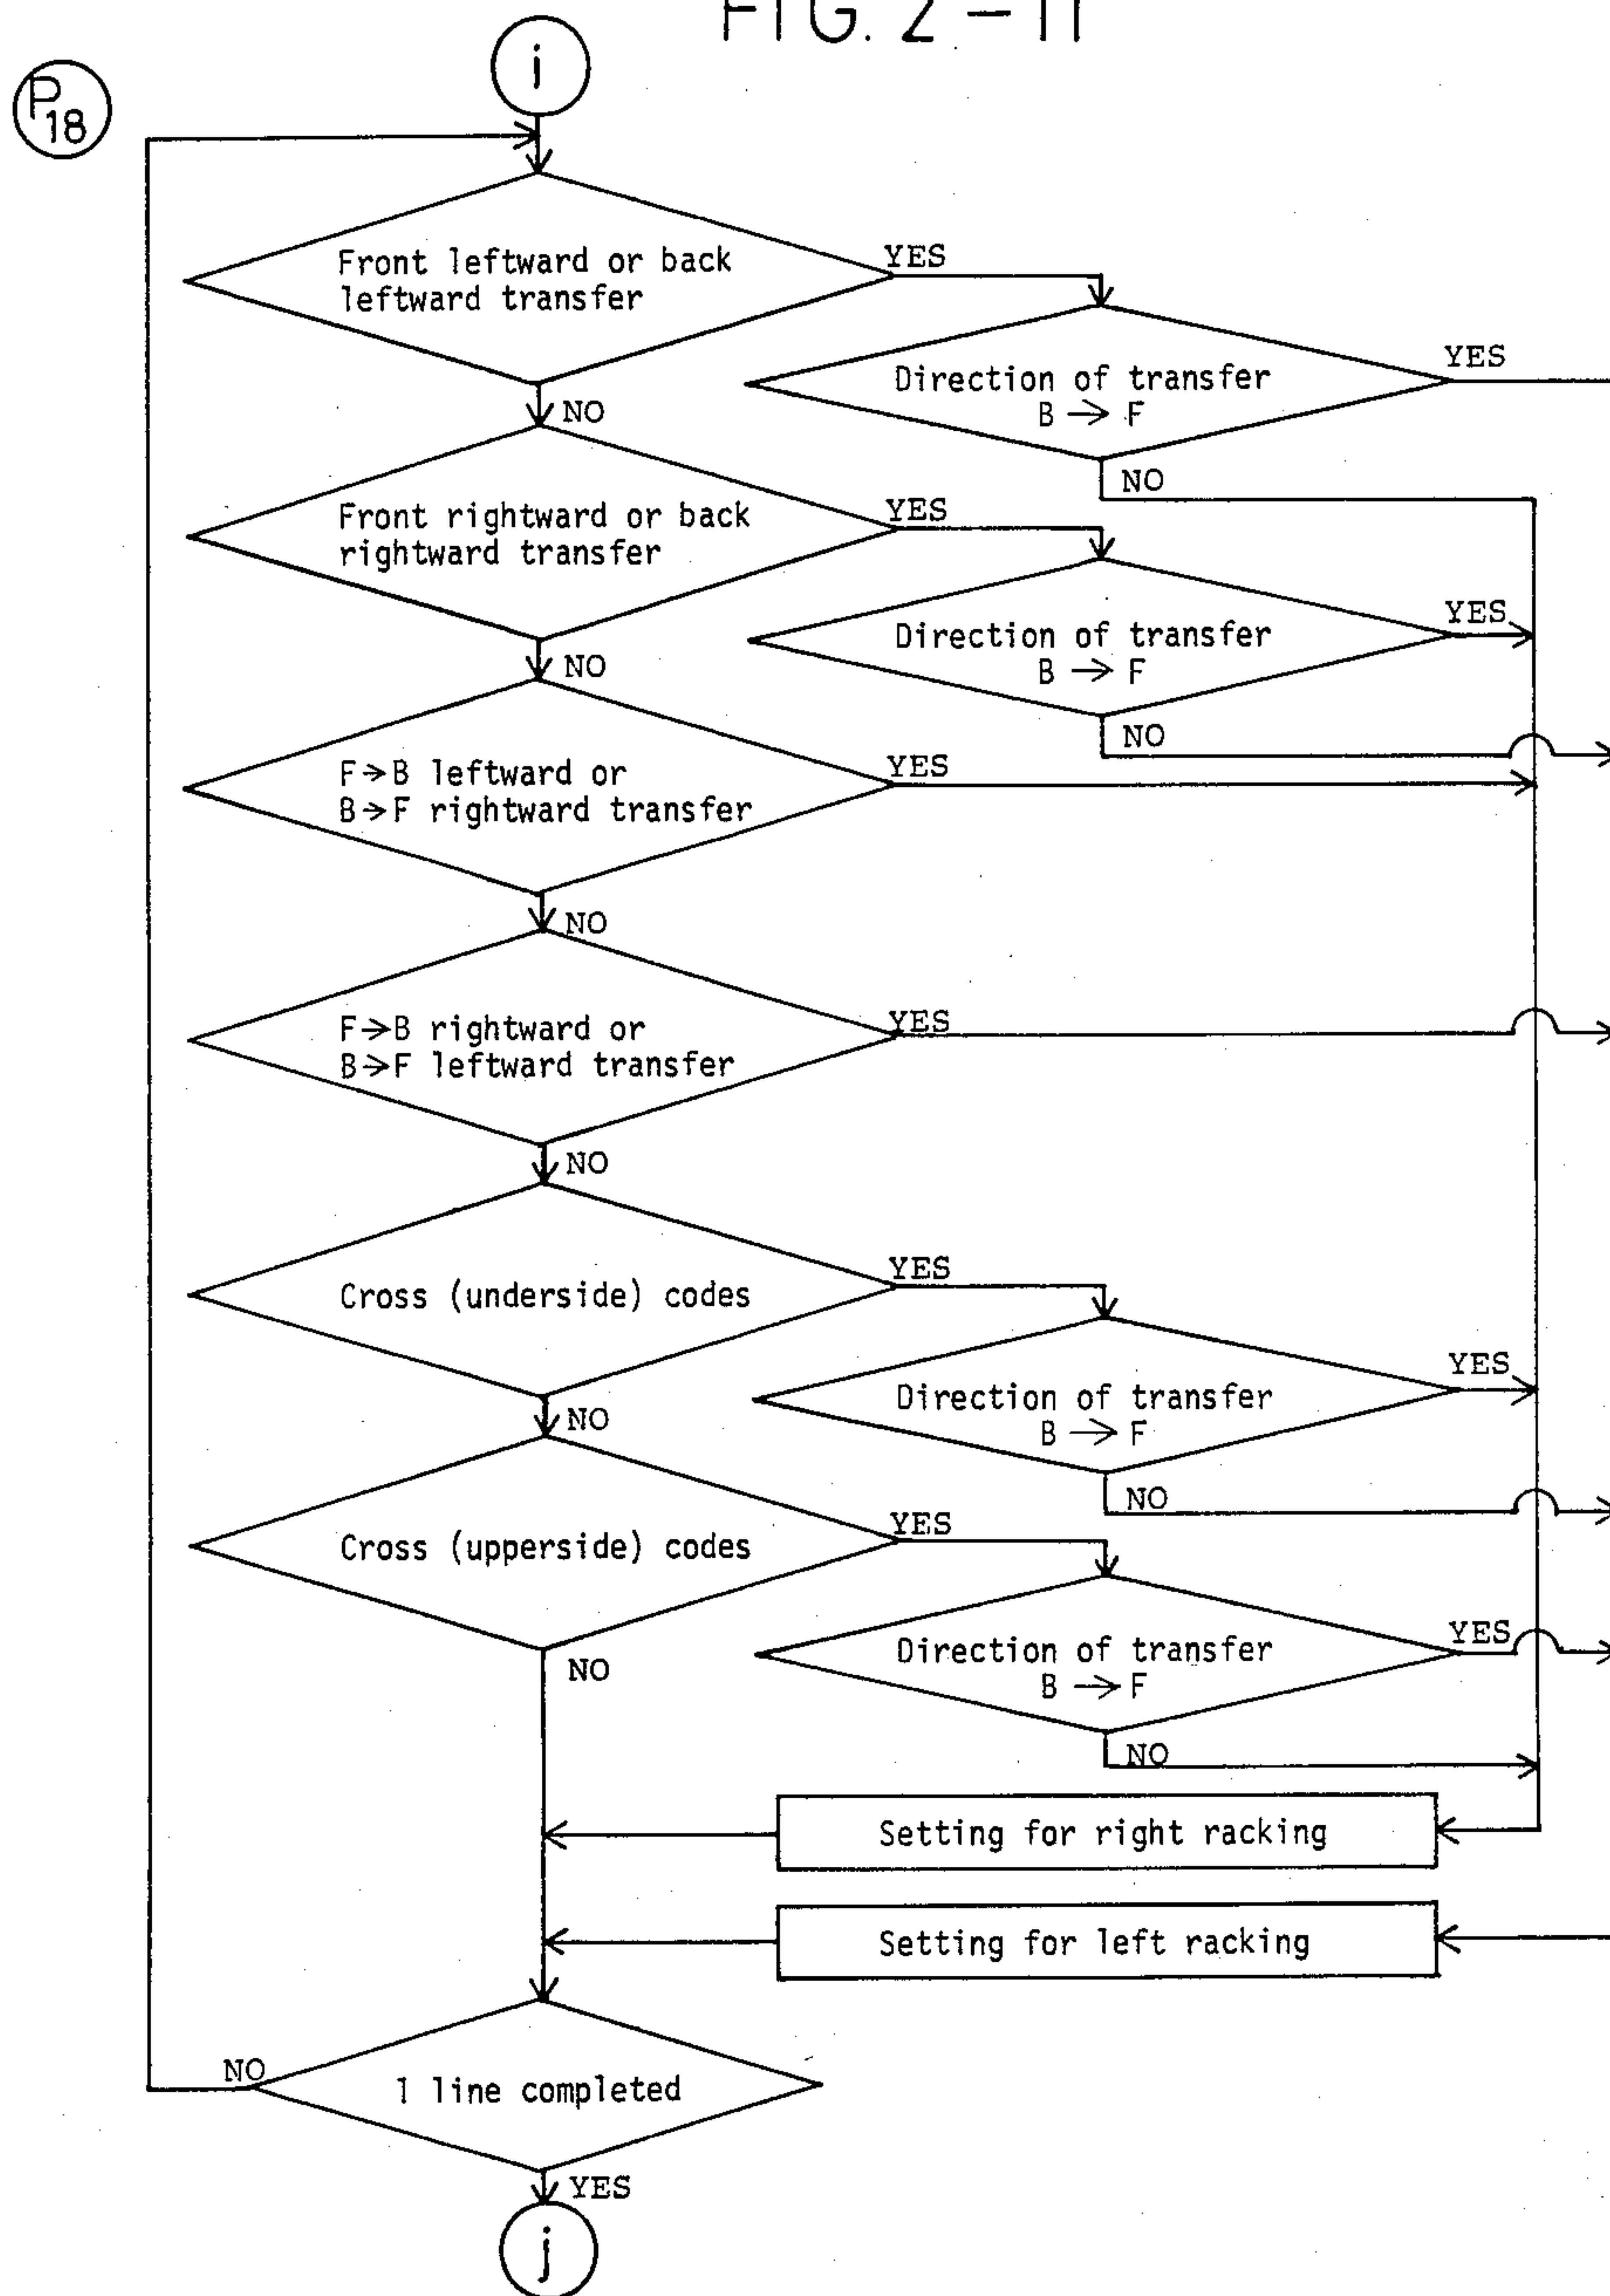 FIG. 2-11
i
P18
Front leftward or back
leftward transfer
YES
NO
Direction of transfer
B → F
YES
NO
Front rightward or back
rightward transfer
YES
NO
Direction of transfer
B → F
YES
NO
F→B leftward or
B→F rightward transfer
YES
NO
F→B rightward or
B→F leftward transfer
YES
NO
Cross (underside) codes
YES
NO
Direction of transfer
B → F
YES
NO
Cross (upperside) codes
YES
NO
Direction of transfer
B → F
YES
NO
Setting for right racking
Setting for left racking
1 line completed
NO
YES
j